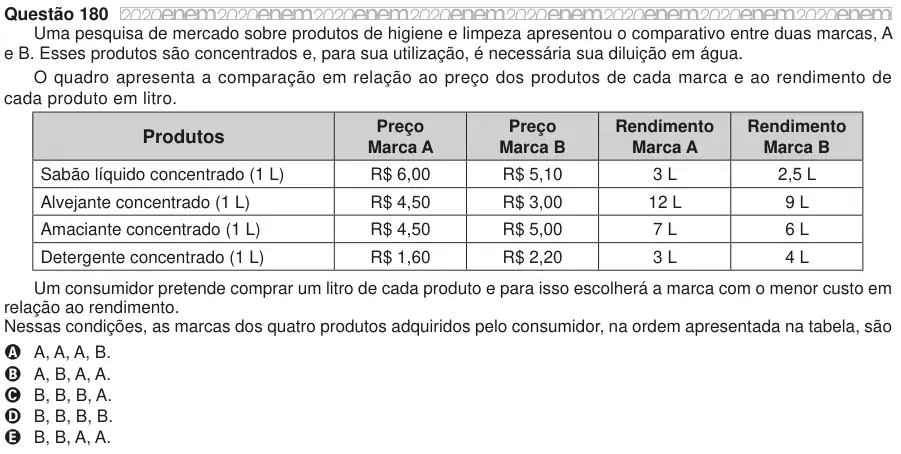 Questão 180 2020enem2020enem2020enem2020enem2020enem2020enem2020enem2020enem
Uma pesquisa de mercado sobre produtos de higiene e limpeza apresentou o comparativo entre duas marcas, A
e B. Esses produtos são concentrados e, para sua utilização, é necessária sua diluição em água.
O quadro apresenta a comparação em relação ao preço dos produtos de cada marca e ao rendimento de
cada produto em litro.
Produtos Preço Marca A Preço Marca B Rendimento Marca A Rendimento Marca B
Sabão líquido concentrado (1 L) R$ 6,00 R$ 5,10 3 L 2,5 L
Alvejante concentrado (1 L) R$ 4,50 R$ 3,00 12 L 9 L
Amaciante concentrado (1 L) R$ 4,50 R$ 5,00 7 L 6 L
Detergente concentrado (1 L) R$ 1,60 R$ 2,20 3 L 4 L
Um consumidor pretende comprar um litro de cada produto e para isso escolherá a marca com o menor custo em
relação ao rendimento.
Nessas condições, as marcas dos quatro produtos adquiridos pelo consumidor, na ordem apresentada na tabela, são
A A, A, A, B.
B A, B, A, A.
C B, B, B, A.
D B, B, B, B.
E B, B, A, A.